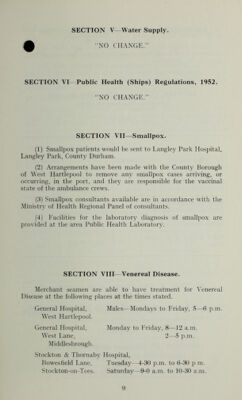 SECTION V—Water Supply.
"NO CHANGE."
SECTION VI—Public Health (Ships) Regulations, 1952.
"NO CHANGE."
SECTION VII—Smallpox.
(1) Smallpox patients would be sent to Langley Park Hospital,
Langley Park, County Durham.
(2) Arrangements have been made with the County Borough
of West Hartlepool to remove any smallpox cases arriving, or
occurring, in the port, and they are responsible for the vaccinal
state of the ambulance crews.
(3) Smallpox consultants available are in accordance with the
Ministry of Health Regional Panel of consultants.
(4) Facilities for the laboratory diagnosis of smallpox are
provided at the area Public Health Laboratory.
SECTION VIII—Venereal Disease.
Merchant seamen are able to have treatment for Venereal
Disease at the following places at the times stated.
General Hospital, Males—Mondays to Fridays, 5—6 p.m.
West Hartlepool.
General Hospital, Monday to Friday, 8—12 a.m.
West Lane, 2—5 p.m.
Middlesbrough.
Stockton & Thornaby Hospital,
Bowesfield Lane, Tuesday—4-30 p.m. to 6-30 p.m.
Stockton-on-Tees. Saturday—9-0 a.m. to 10-30 a.m.
9